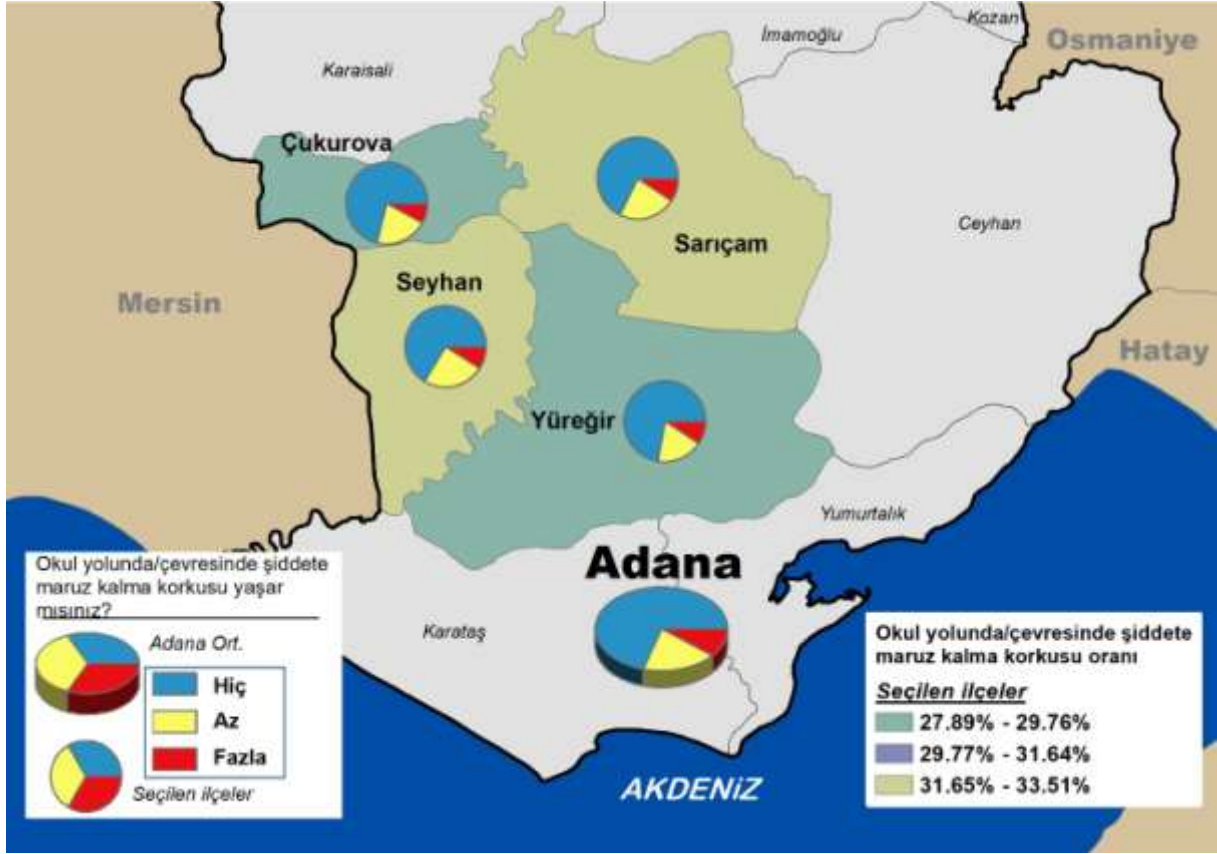 Kozan
İmamoğlu
Osmaniye
Karaisali
Çukurova
Ceyhan
Sarıçam
Seyhan
Mersin
Hatay
Yüreğir
Yumurtalık
Adana
Karataş
AKDENİZ
Okul yolunda/çevresinde şiddete
maruz kalma korkusu yaşar
mısınız?
Adana Ort.
Hiç
Az
Fazla
Seçilen ilçeler
Okul yolunda/çevresinde şiddete
maruz kalma korkusu oranı
Seçilen ilçeler
27.89% - 29.76%
29.77% - 31.64%
31.65% - 33.51%